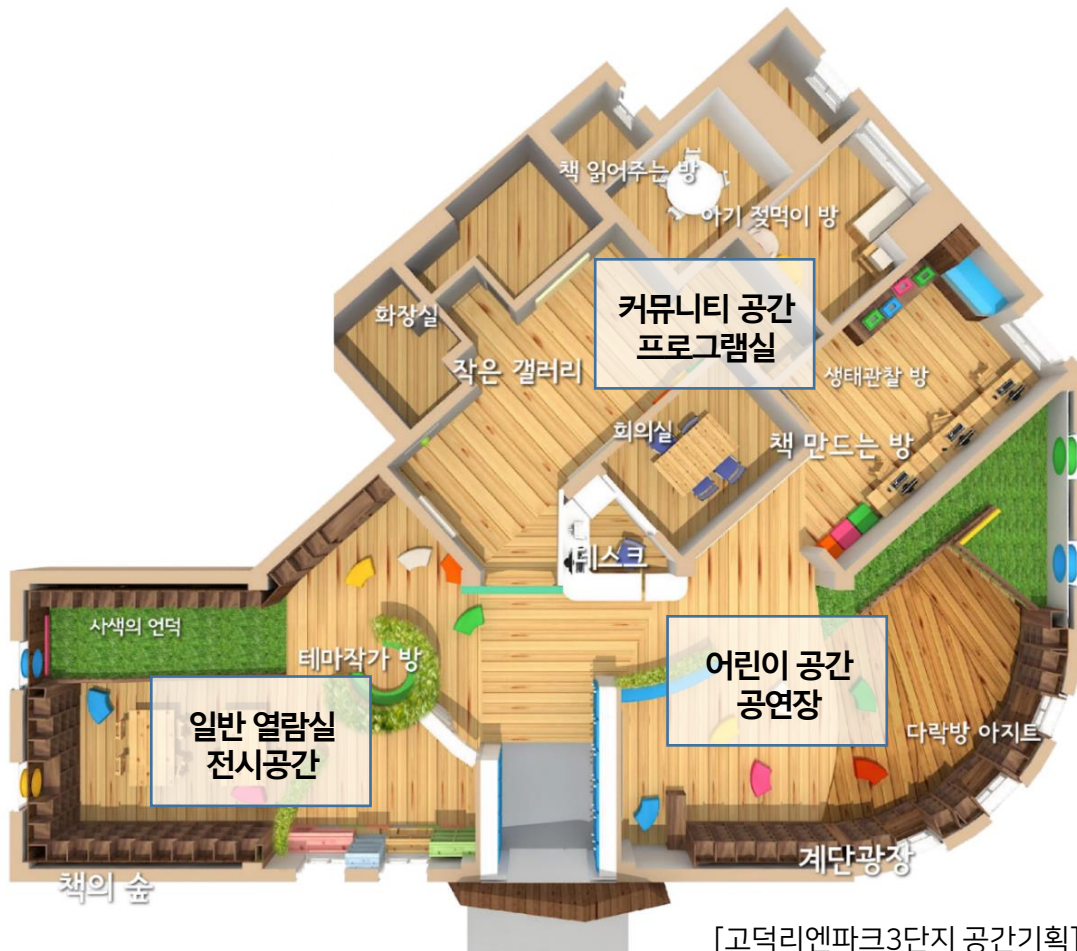 책 읽어주는 방
아기 젖먹이 방
커뮤니티 공간
프로그램실
화장실
작은 갤러리
생태관찰 방
회의실
책 만드는 방
데스크
사색의 언덕
테마작가 방
어린이 공간
공연장
일반 열람실
전시공간
다락방 아지트
계단광장
책의 숲
[고덕리엔파크3단지 공간기획]